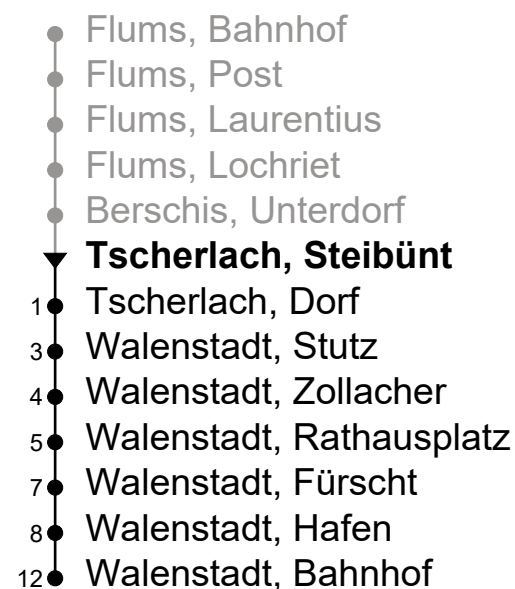 Flums, Bahnhof
Flums, Post
Flums, Laurentius
Flums, Lochriet
Berschis, Unterdorf
Tscherlach, Steibünt
1 Tscherlach, Dorf
3 Walenstadt, Stutz
4 Walenstadt, Zollacher
5 Walenstadt, Rathausplatz
7 Walenstadt, Fürscht
8 Walenstadt, Hafen
12 Walenstadt, Bahnhof